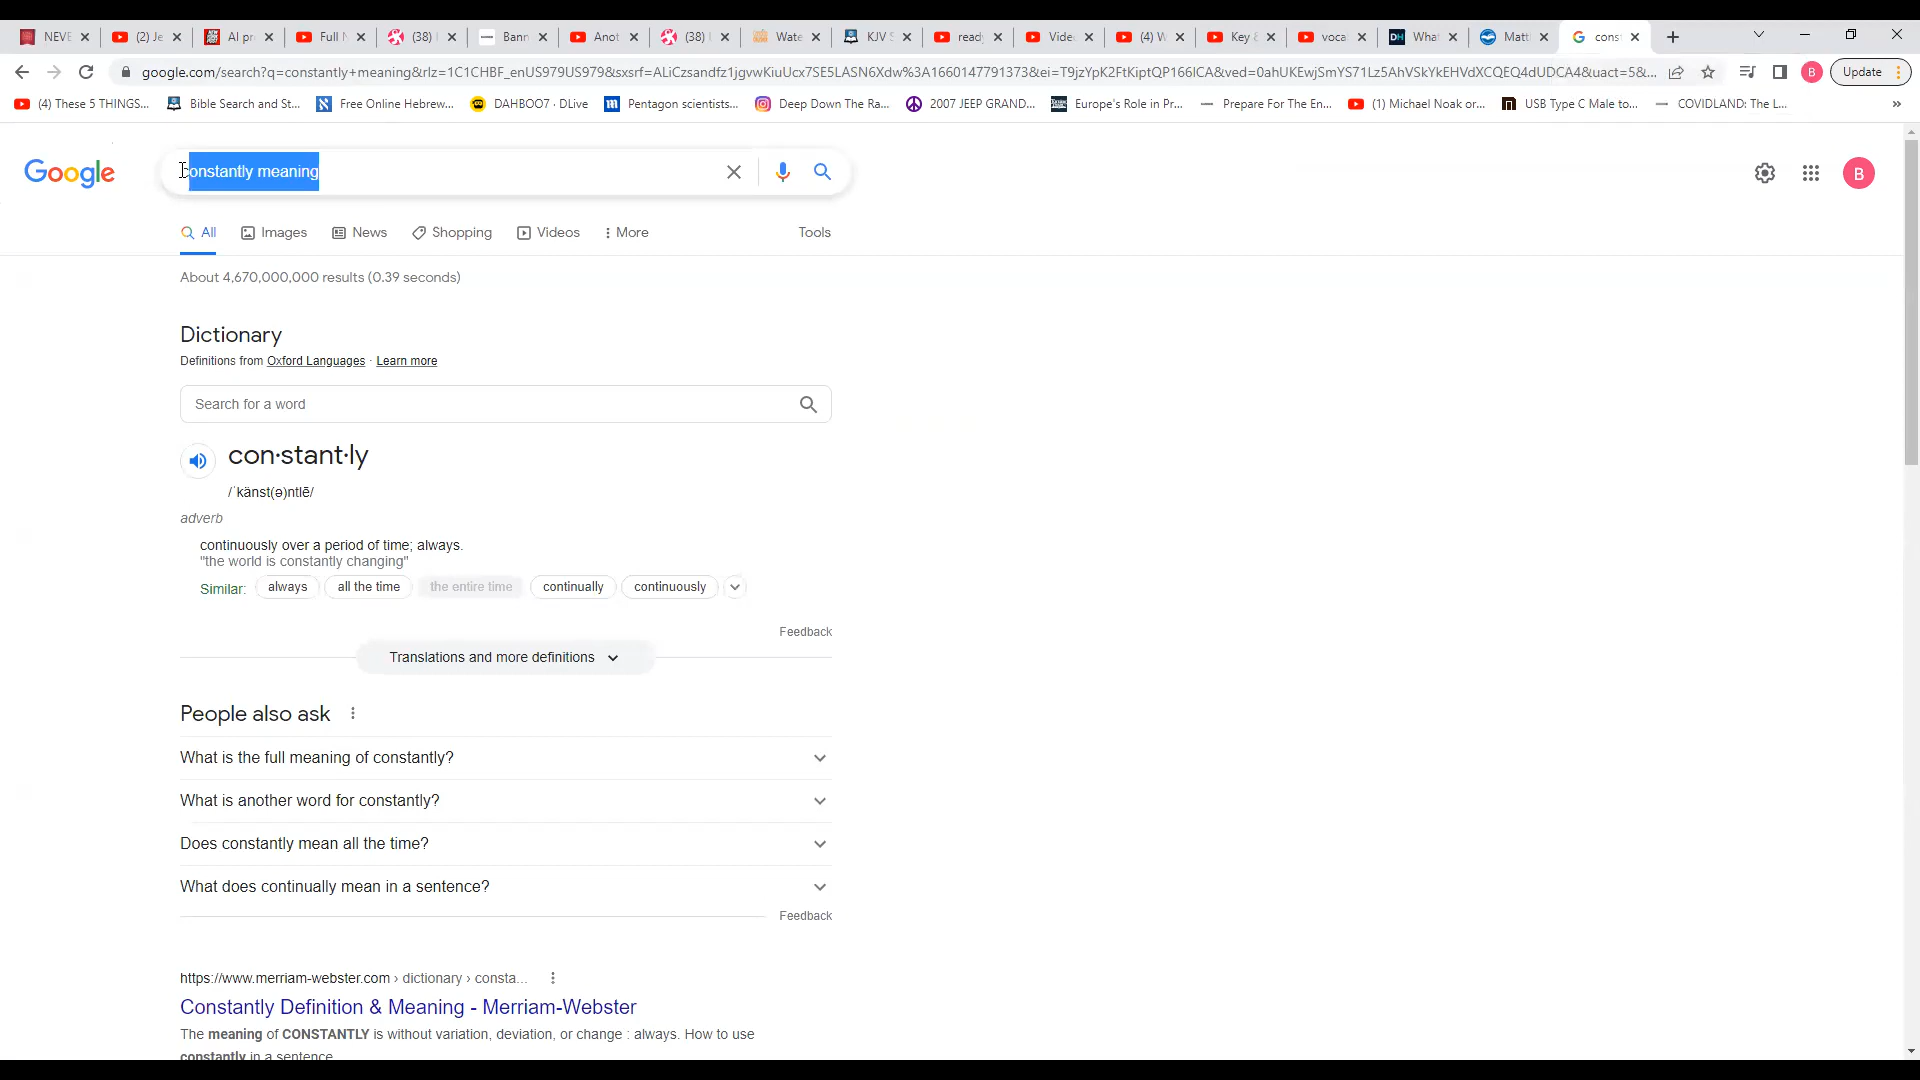 NEVE
(2) Je
AI pr
Full N
(38)
Bann
Anot
(38)
Wate
KJV S
read
Vide
(4) W
Key &
voca
Wha
Matt
cons
google.com/search?q=constantly+meaning&rlz=1C1CHBF_enUS979US979&sxsrf=ALiCzsandfz1jgvwKiuUcx7SE5LASN6Xdw%3A1660147791373&ei=T9jzYpK2FtKiptQP166ICA&ved=0ahUKEwjSmYS71Lz5AhVSkYkEHVdXCQEQ4dUDCA4&uact=5&...
B
Update
(4) These 5 THINGS...
Bible Search and St...
Free Online Hebrew...
DAHBOO7 · DLive
Pentagon scientists...
Deep Down The Ra...
2007 JEEP GRAND...
Europe's Role in Pr...
Prepare For The En...
(1) Michael Noak or...
USB Type C Male to...
COVIDLAND: The L...
»
Google
constantly meaning
B
All
Images
News
Shopping
Videos
More
Tools
About 4,670,000,000 results (0.39 seconds)
Dictionary
Definitions from Oxford Languages · Learn more
Search for a word
con·stant·ly
/ˈkänst(ə)ntlē/
adverb
continuously over a period of time; always.
"the world is constantly changing"
Similar: always all the time the entire time continually continuously
Feedback
Translations and more definitions
People also ask
What is the full meaning of constantly?
What is another word for constantly?
Does constantly mean all the time?
What does continually mean in a sentence?
Feedback
https://www.merriam-webster.com › dictionary › consta...
Constantly Definition & Meaning - Merriam-Webster
The meaning of CONSTANTLY is without variation, deviation, or change : always. How to use
constantly in a sentence.